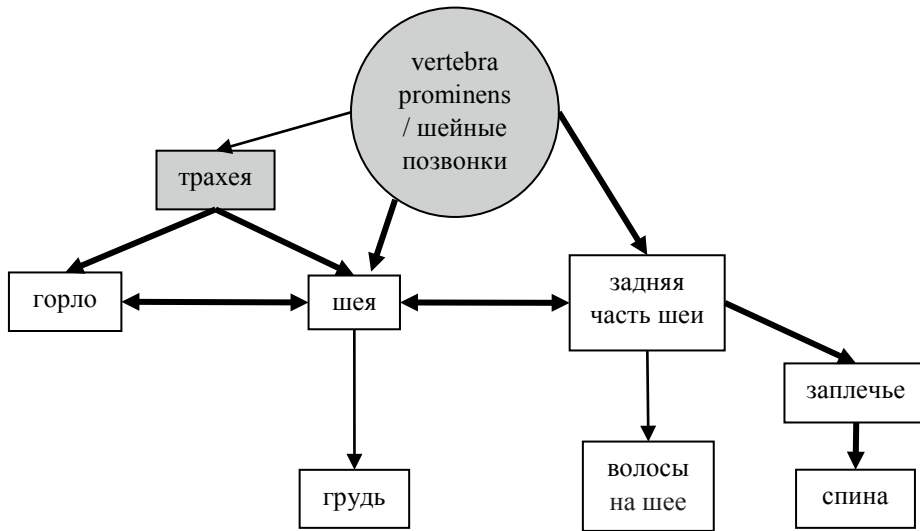 vertebra
prominens
/ шейные
позвонки
трахея
горло
шея
задняя
часть шеи
заплечье
грудь
волосы
на шее
спина